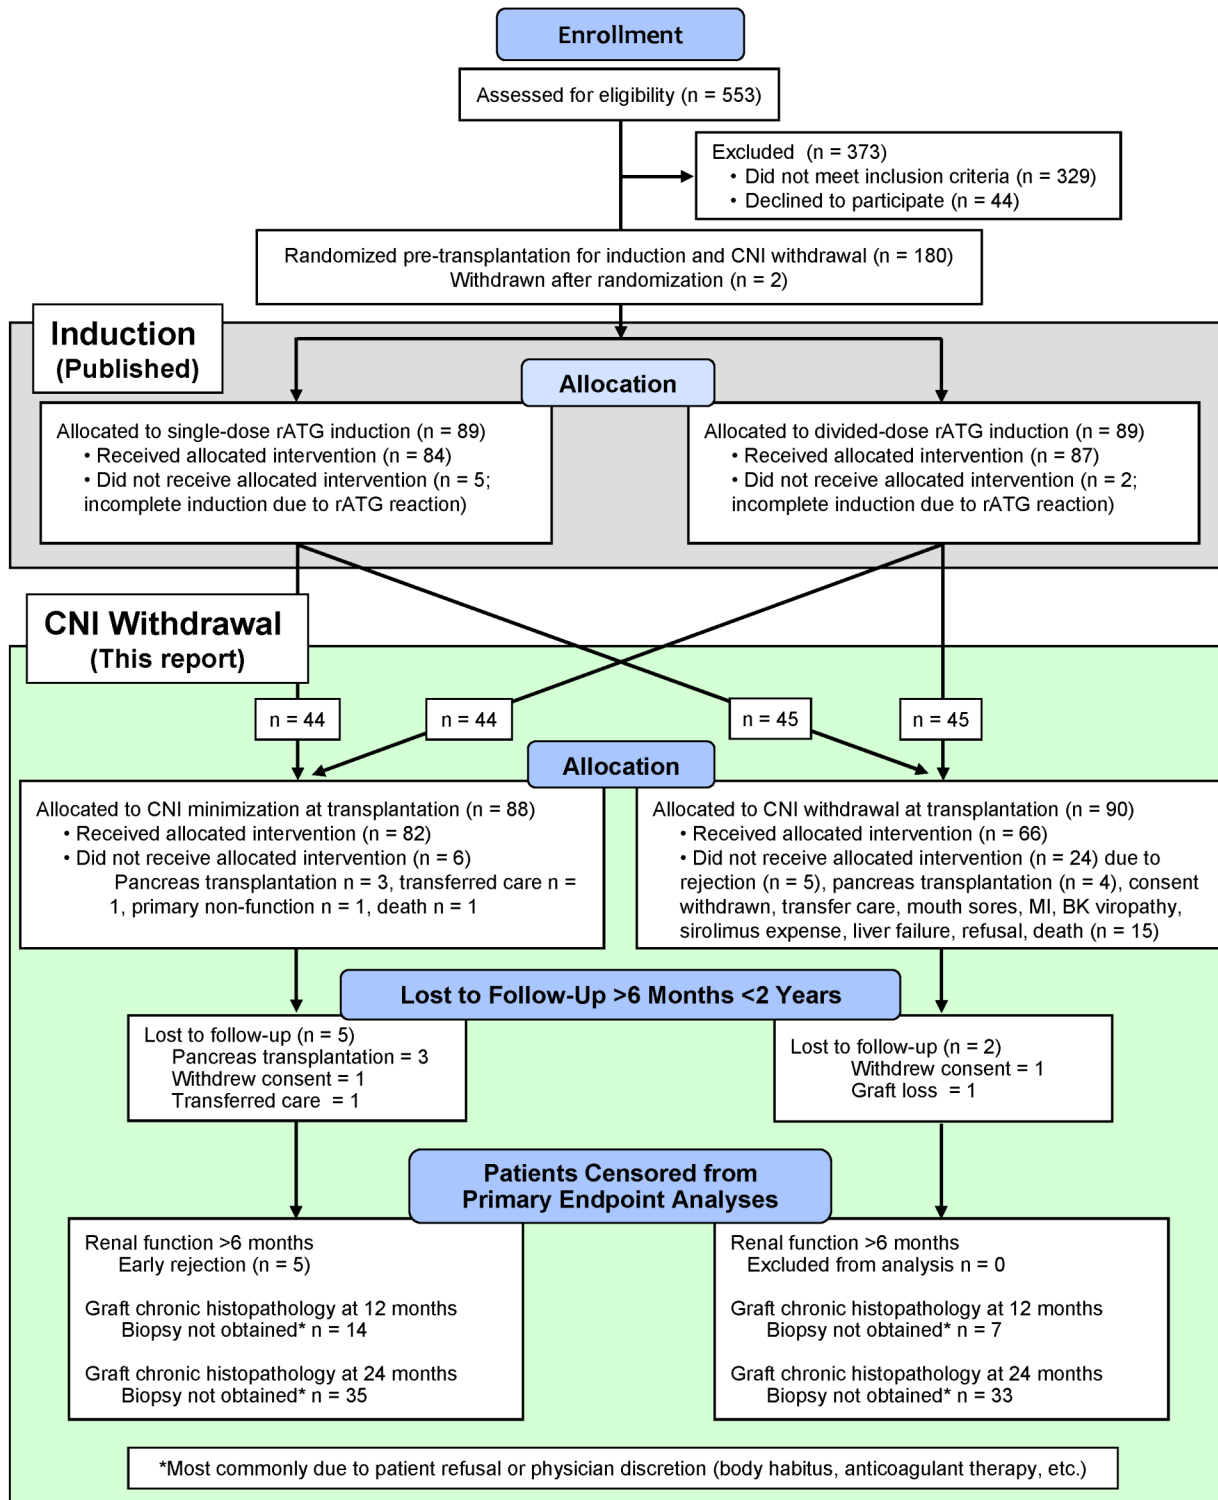 Enrollment
Assessed for eligibility (n = 553)
Excluded (n = 373)
• Did not meet inclusion criteria (n = 329)
• Declined to participate (n = 44)
Randomized pre-transplantation for induction and CNI withdrawal (n = 180)
Withdrawn after randomization (n = 2)
Induction
(Published)
Allocation
Allocated to single-dose rATG induction (n = 89)
• Received allocated intervention (n = 84)
• Did not receive allocated intervention (n = 5;
incomplete induction due to rATG reaction)
Allocated to divided-dose rATG induction (n = 89)
• Received allocated intervention (n = 87)
• Did not receive allocated intervention (n = 2;
incomplete induction due to rATG reaction)
CNI Withdrawal
(This report)
n = 44
n = 44
n = 45
n = 45
Allocation
Allocated to CNI minimization at transplantation (n = 88)
• Received allocated intervention (n = 82)
• Did not receive allocated intervention (n = 6)
Pancreas transplantation n = 3, transferred care n =
1, primary non-function n = 1, death n = 1
Allocated to CNI withdrawal at transplantation (n = 90)
• Received allocated intervention (n = 66)
• Did not receive allocated intervention (n = 24) due to
rejection (n = 5), pancreas transplantation (n = 4), consent
withdrawn, transfer care, mouth sores, MI, BK viropathy,
sirolimus expense, liver failure, refusal, death (n = 15)
Lost to Follow-Up >6 Months <2 Years
Lost to follow-up (n = 5)
Pancreas transplantation = 3
Withdrew consent = 1
Transferred care = 1
Lost to follow-up (n = 2)
Withdrew consent = 1
Graft loss = 1
Patients Censored from
Primary Endpoint Analyses
Renal function >6 months
Early rejection (n = 5)
Graft chronic histopathology at 12 months
Biopsy not obtained* n = 14
Graft chronic histopathology at 24 months
Biopsy not obtained* n = 35
Renal function >6 months
Excluded from analysis n = 0
Graft chronic histopathology at 12 months
Biopsy not obtained* n = 7
Graft chronic histopathology at 24 months
Biopsy not obtained* n = 33
*Most commonly due to patient refusal or physician discretion (body habitus, anticoagulant therapy, etc.)